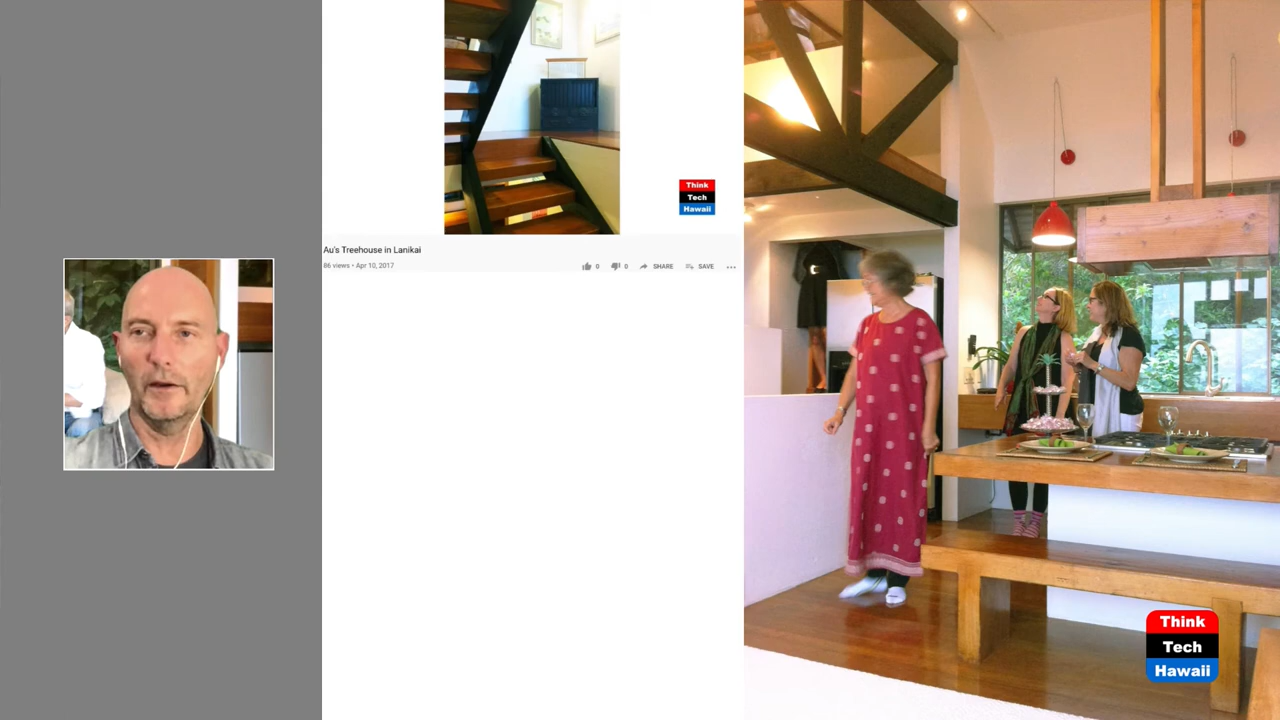 Think
Tech
Hawaii
Au's Treehouse in Lanikai
86 views • Apr 10, 2017
0
0
SHARE
SAVE
Think
Tech
Hawaii